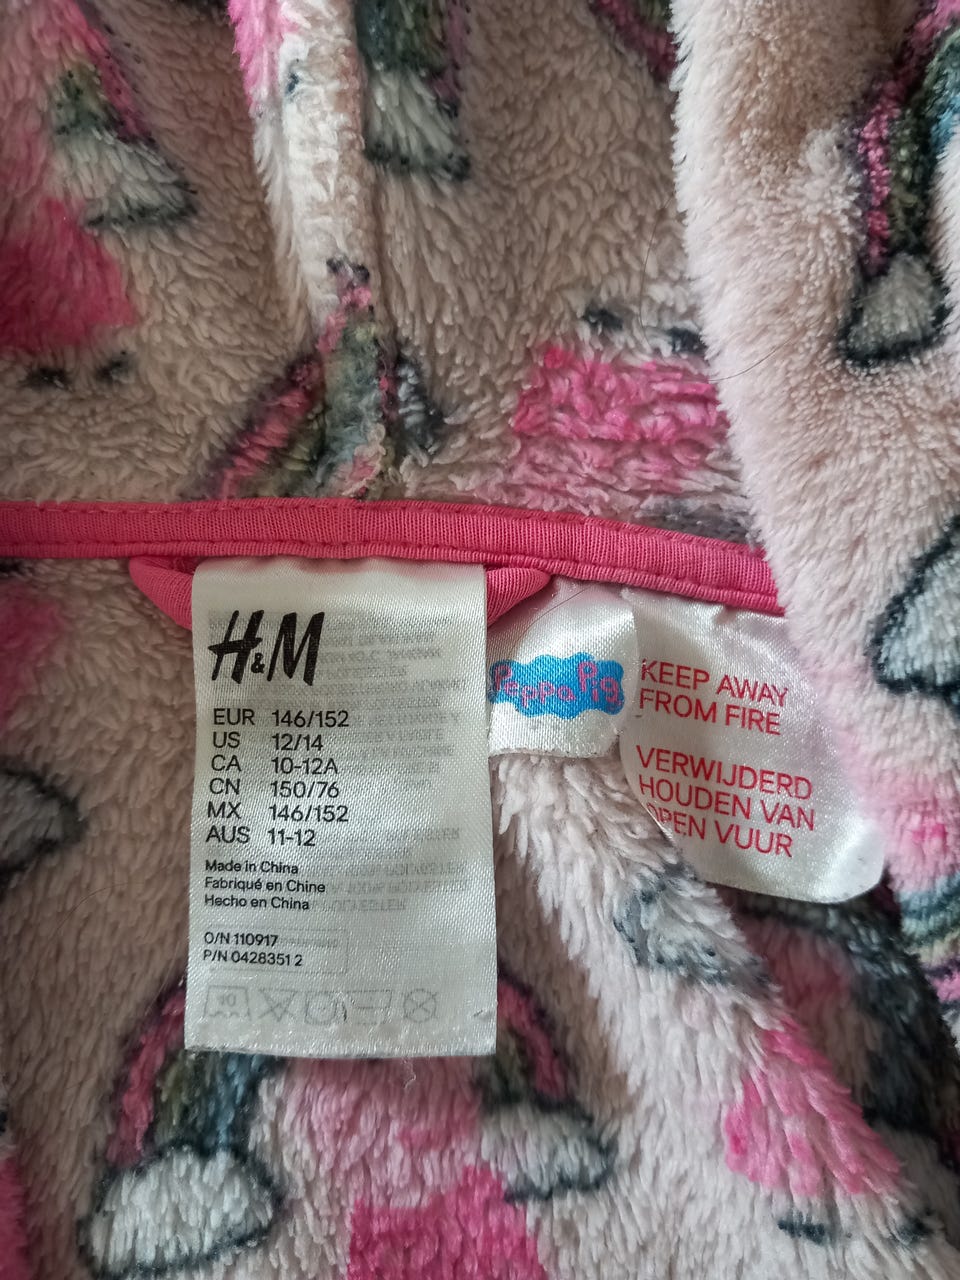 H&M
EUR 146/152
US 12/14
CA 10-12A
CN 150/76
MX 146/152
AUS 11-12
Made in China
Fabriqué en Chine
Hecho en China
O/N 110917
P/N 0428351 2
Peppa Pig
KEEP AWAY
FROM FIRE
VERWIJDERD
HOUDEN VAN
OPEN VUUR